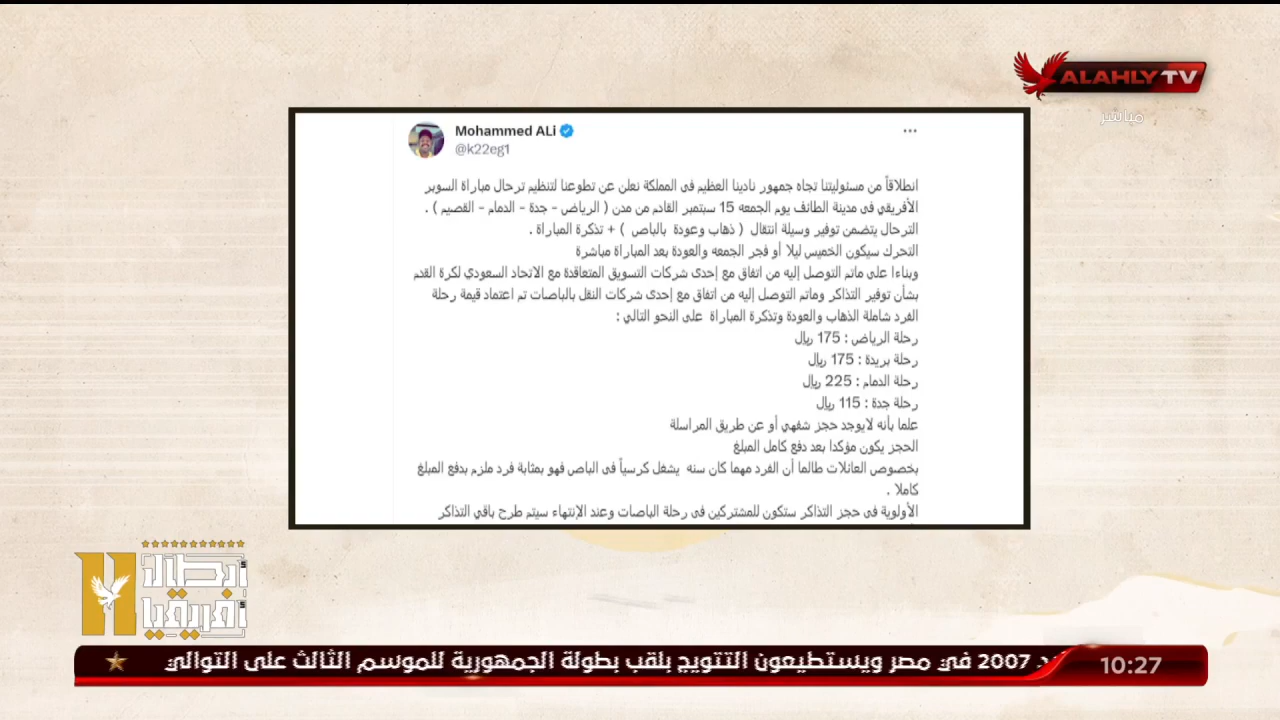 ALAHLY TV
مباشر
Mohammed ALi
@k22eg1
انطلاقاً من مسئوليتنا تجاه جمهور نادينا العظيم فى المملكة نعلن عن تطوعنا لتنظيم ترحال مباراة السوبر
الأفريقي فى مدينة الطائف يوم الجمعه 15 سبتمبر القادم من مدن ( الرياض - جدة - الدمام - القصيم ) .
الترحال يتضمن توفير وسيلة انتقال ( ذهاب وعودة بالباص ) + تذكرة المباراة .
التحرك سيكون الخميس ليلا أو فجر الجمعه والعودة بعد المباراة مباشرة
وبناءا على ماتم التوصل إليه من اتفاق مع إحدى شركات التسويق المتعاقدة مع الاتحاد السعودي لكرة القدم
بشأن توفير التذاكر وماتم التوصل إليه من اتفاق مع إحدى شركات النقل بالباصات تم اعتماد قيمة رحلة
الفرد شاملة الذهاب والعودة وتذكرة المباراة على النحو التالي :
رحلة الرياض : 175 ريال
رحلة بريدة : 175 ريال
رحلة الدمام : 225 ريال
رحلة جدة : 115 ريال
علما بأنه لايوجد حجز شفهي أو عن طريق المراسلة
الحجز يكون مؤكدا بعد دفع كامل المبلغ
بخصوص العائلات طالما أن الفرد مهما كان سنه يشغل كرسياً فى الباص فهو بمثابة فرد ملزم بدفع المبلغ
كاملا .
الأولوية فى حجز التذاكر ستكون للمشتركين فى رحلة الباصات وعند الإنتهاء سيتم طرح باقي التذاكر
أبطال
أفريقيا
11
10:27
2007 في مصر ويستطيعون التتويج بلقب بطولة الجمهورية للموسم الثالث على التوالي